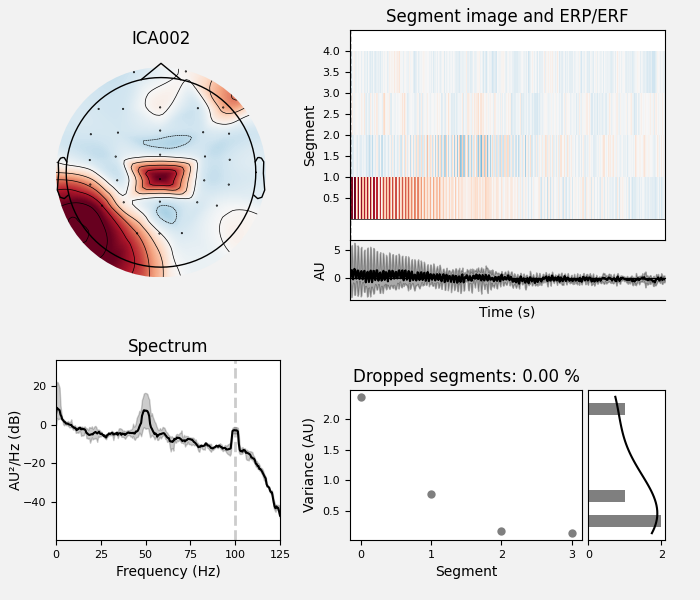 ICA002
Segment image and ERP/ERF
Segment
4.0
3.5
3.0
2.5
2.0
1.5
1.0
0.5
AU
5
0
Time (s)
Spectrum
AU²/Hz (dB)
20
0
−20
−40
0 25 50 75 100 125
Frequency (Hz)
Dropped segments: 0.00 %
Variance (AU)
2.0
1.5
1.0
0.5
0 1 2 3
Segment
0 2